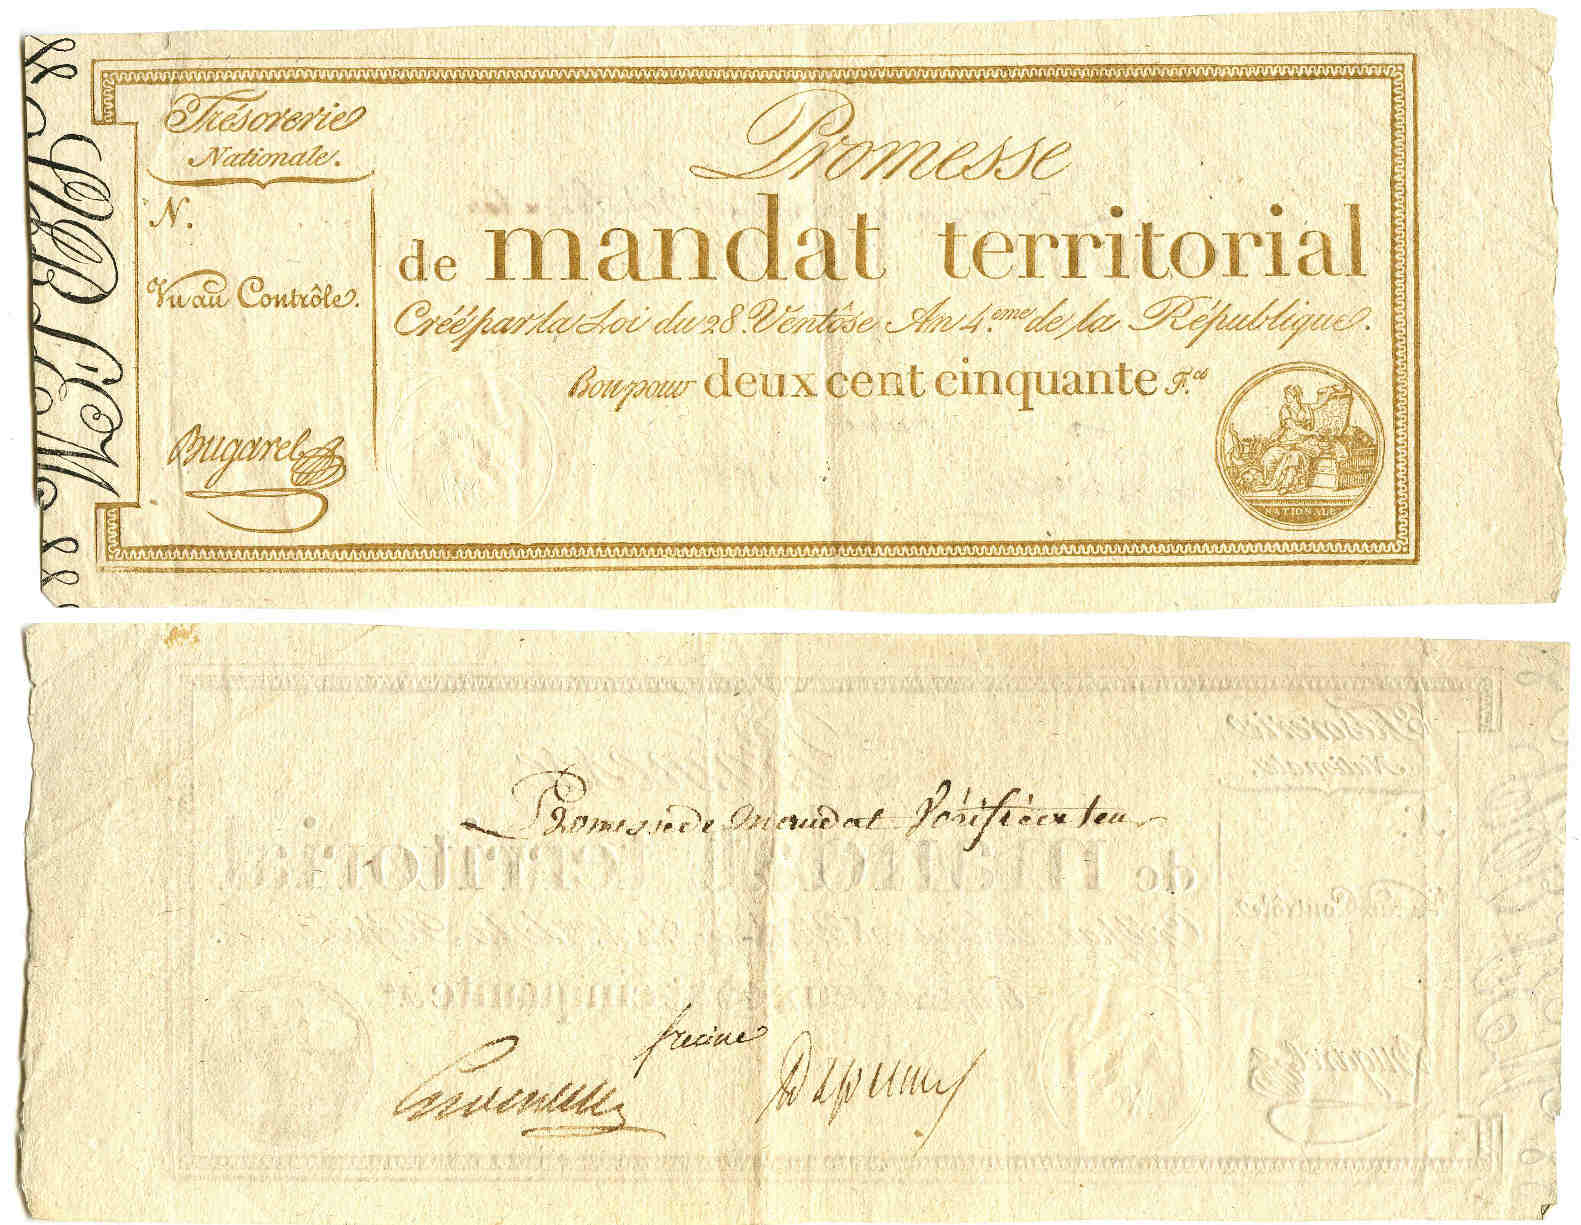 Trésorerie
Nationale.
N.
Vu au Contrôle.
Bugarel
Promesse
de mandat territorial
Créé par la Loi du 28. Ventôse An 4.eme de la République.
Bon pour deux cent cinquante F.cs
NATIONALE
Promesse de mandat